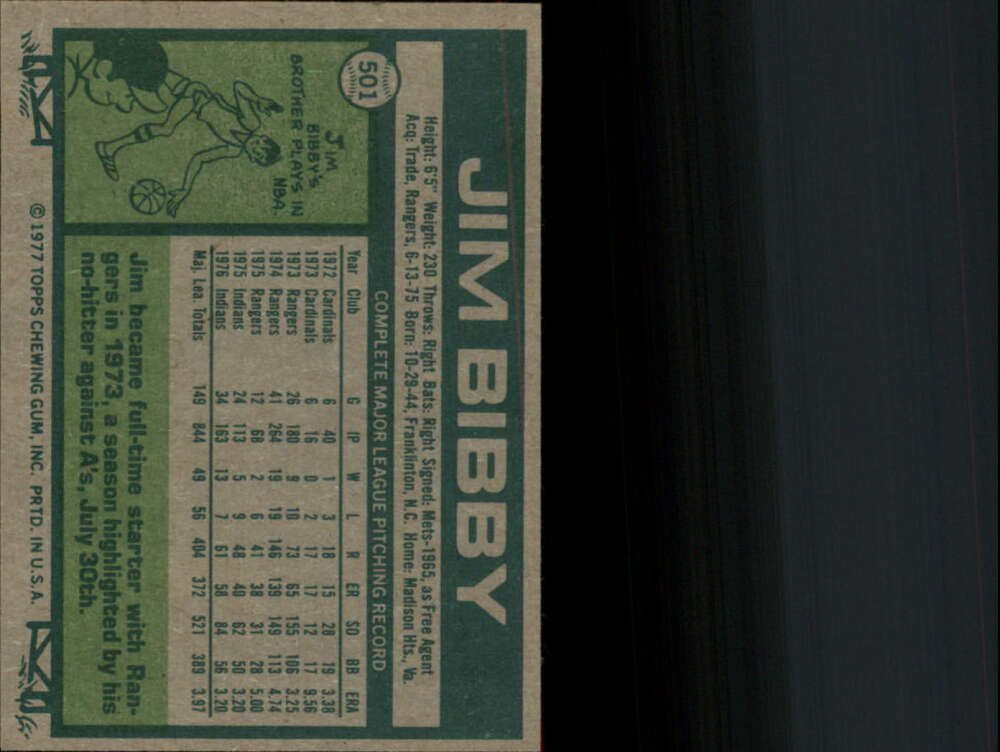 JIM BIBBY
Height: 6'5" Weight: 230 Throws: Right Bats: Right Signed: Mets-1965, as Free Agent
Acq: Trade, Rangers, 6-13-75 Born: 10-29-44, Franklinton, N.C. Home: Madison Hts., Va.
501
COMPLETE MAJOR LEAGUE PITCHING RECORD
JIM
BIBBY'S
BROTHER PLAYS IN
NBA.
Year Club G IP W L R ER SO BB ERA
1972 Cardinals 6 40 1 3 18 15 28 19 3.38
1973 Cardinals 6 16 0 2 17 17 12 17 9.56
1973 Rangers 26 180 9 10 73 65 155 106 3.25
1974 Rangers 41 264 19 19 146 139 149 113 4.74
1975 Rangers 12 68 2 6 41 38 31 28 5.00
1975 Indians 24 113 5 9 48 40 62 50 3.20
1976 Indians 34 163 13 7 61 58 84 56 3.20
Maj. Lea. Totals 149 844 49 56 404 372 521 389 3.97
Jim became full-time starter with Ran-
gers in 1973, a season highlighted by his
no-hitter against A's, July 30th.
© 1977 TOPPS CHEWING GUM, INC. PRTD. IN U.S.A.